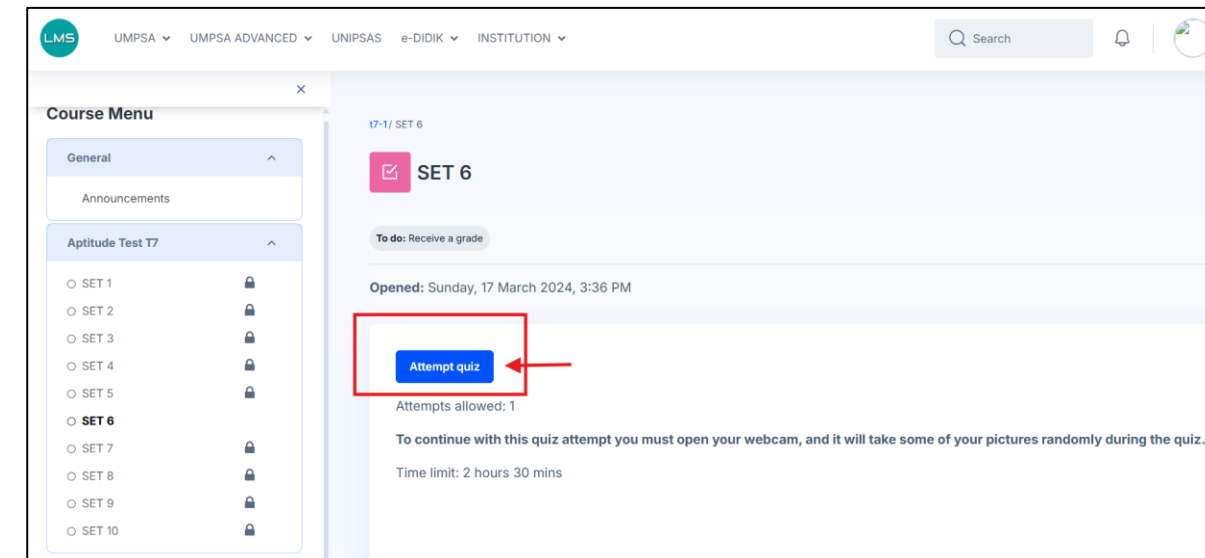 LMS UMPSA UMPSA ADVANCED UNIPSAS e-DIDIK INSTITUTION Search
Course Menu
General
Announcements
Aptitude Test T7
SET 1
SET 2
SET 3
SET 4
SET 5
SET 6
SET 7
SET 8
SET 9
SET 10
t7-1/ SET 6
SET 6
To do: Receive a grade
Opened: Sunday, 17 March 2024, 3:36 PM
Attempt quiz
Attempts allowed: 1
To continue with this quiz attempt you must open your webcam, and it will take some of your pictures randomly during the quiz.
Time limit: 2 hours 30 mins